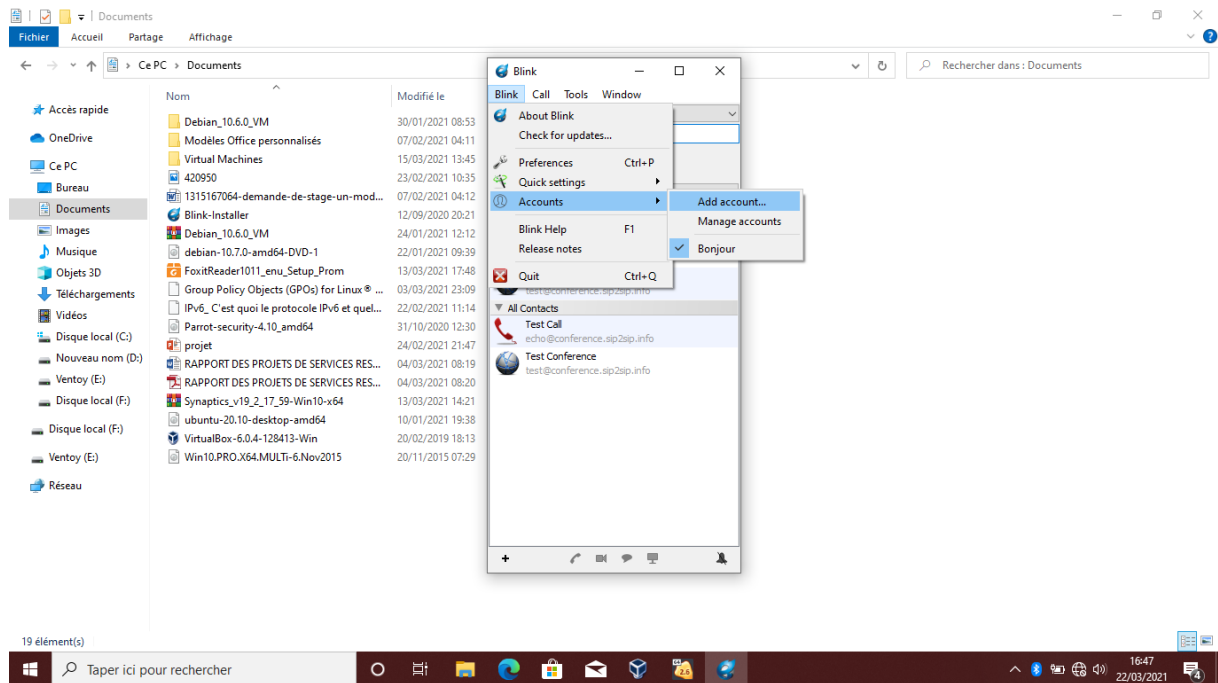 Documents
Fichier Accueil Partage Affichage
Ce PC > Documents
Rechercher dans : Documents
Accès rapide
OneDrive
Ce PC
Bureau
Documents
Images
Musique
Objets 3D
Téléchargements
Vidéos
Disque local (C:)
Nouveau nom (D:)
Ventoy (E:)
Disque local (F:)
Disque local (F:)
Ventoy (E:)
Réseau
Nom Modifié le
Debian_10.6.0_VM 30/01/2021 08:53
Modèles Office personnalisés 07/02/2021 04:11
Virtual Machines 15/03/2021 13:45
420950 23/02/2021 10:35
1315167064-demande-de-stage-un-mod... 07/02/2021 04:12
Blink-Installer 12/09/2020 20:21
Debian_10.6.0_VM 24/01/2021 12:12
debian-10.7.0-amd64-DVD-1 22/01/2021 09:39
FoxitReader1011_enu_Setup_Prom 13/03/2021 17:48
Group Policy Objects (GPOs) for Linux® ... 03/03/2021 23:09
IPv6_ C'est quoi le protocole IPv6 et quel... 22/02/2021 11:14
Parrot-security-4.10_amd64 31/10/2020 12:30
projet 24/02/2021 21:47
RAPPORT DES PROJETS DE SERVICES RES... 04/03/2021 08:19
RAPPORT DES PROJETS DE SERVICES RES... 04/03/2021 08:20
Synaptics_v19_2_17_59-Win10-x64 13/03/2021 14:21
ubuntu-20.10-desktop-amd64 10/01/2021 19:38
VirtualBox-6.0.4-128413-Win 20/02/2019 18:13
Win10.PRO.X64.MULTi-6.Nov2015 20/11/2015 07:29
Blink
Blink Call Tools Window
About Blink
Check for updates...
Preferences Ctrl+P
Quick settings
Accounts
Blink Help F1
Release notes
Quit Ctrl+Q
Add account...
Manage accounts
Bonjour
test@conference.sip2sip.info
All Contacts
Test Call
echo@conference.sip2sip.info
Test Conference
test@conference.sip2sip.info
19 élément(s)
Taper ici pour rechercher
16:47
22/03/2021
4